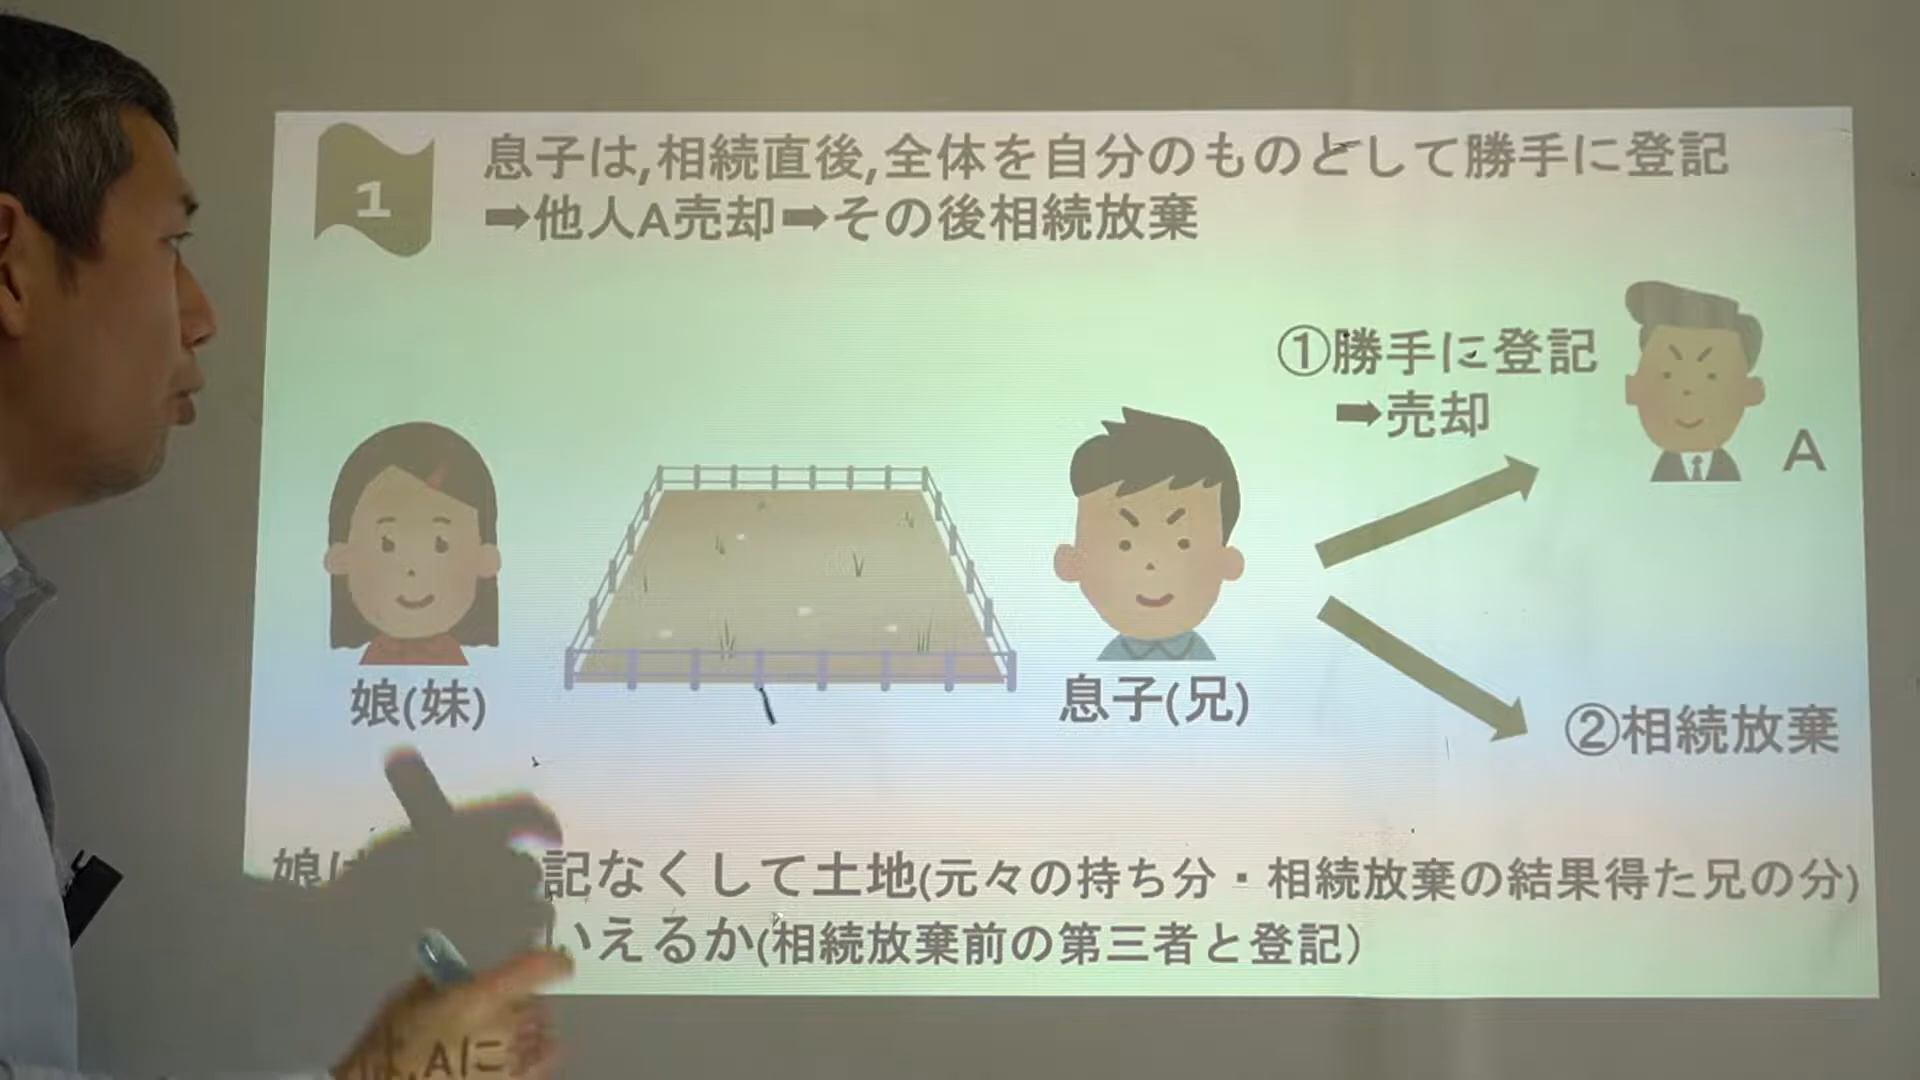 1
息子は,相続直後,全体を自分のものとして勝手に登記
➡他人A売却➡その後相続放棄
①勝手に登記
➡売却
A
娘(妹)
息子(兄)
②相続放棄
娘は
記なくして土地(元々の持ち分・相続放棄の結果得た兄の分)
いえるか(相続放棄前の第三者と登記）
,Aに